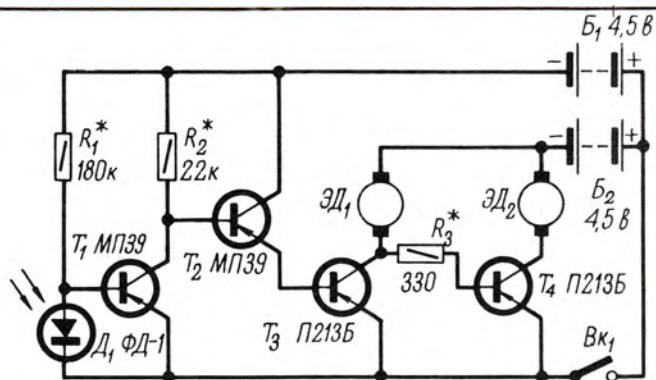 Б₁ 4,5 в
- +
R₁*
180к
R₂*
22к
- +
Б₂
4,5 в
ЭД₁
ЭД₂
R₃*
330
Т₁ МП39
Т₂ МП39
Т₃ П213Б
Т₄ П213Б
Д₁ ФД-1
Вк₁